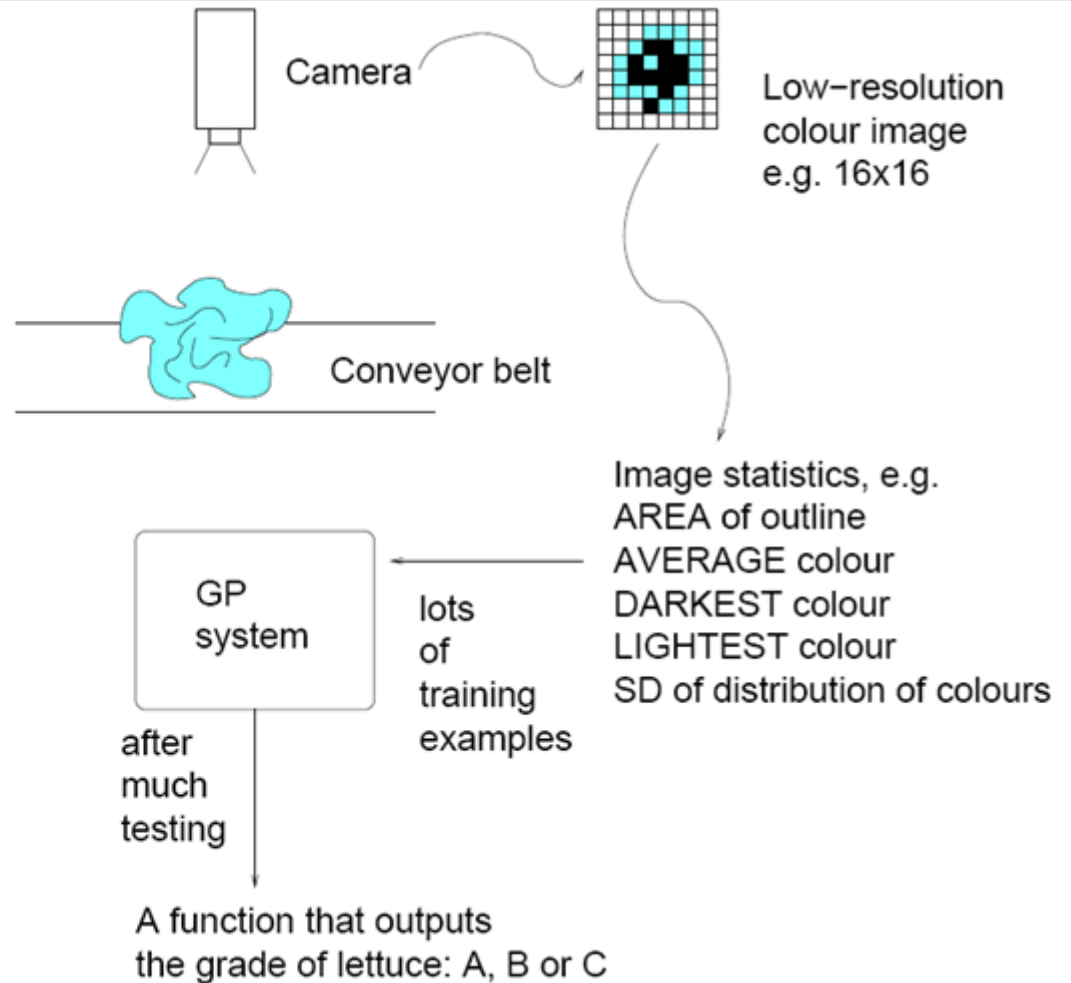 Camera
Low−resolution
colour image
e.g. 16x16
Conveyor belt
Image statistics, e.g.
AREA of outline
AVERAGE colour
DARKEST colour
LIGHTEST colour
SD of distribution of colours
lots
of
training
examples
GP
system
after
much
testing
A function that outputs
the grade of lettuce: A, B or C